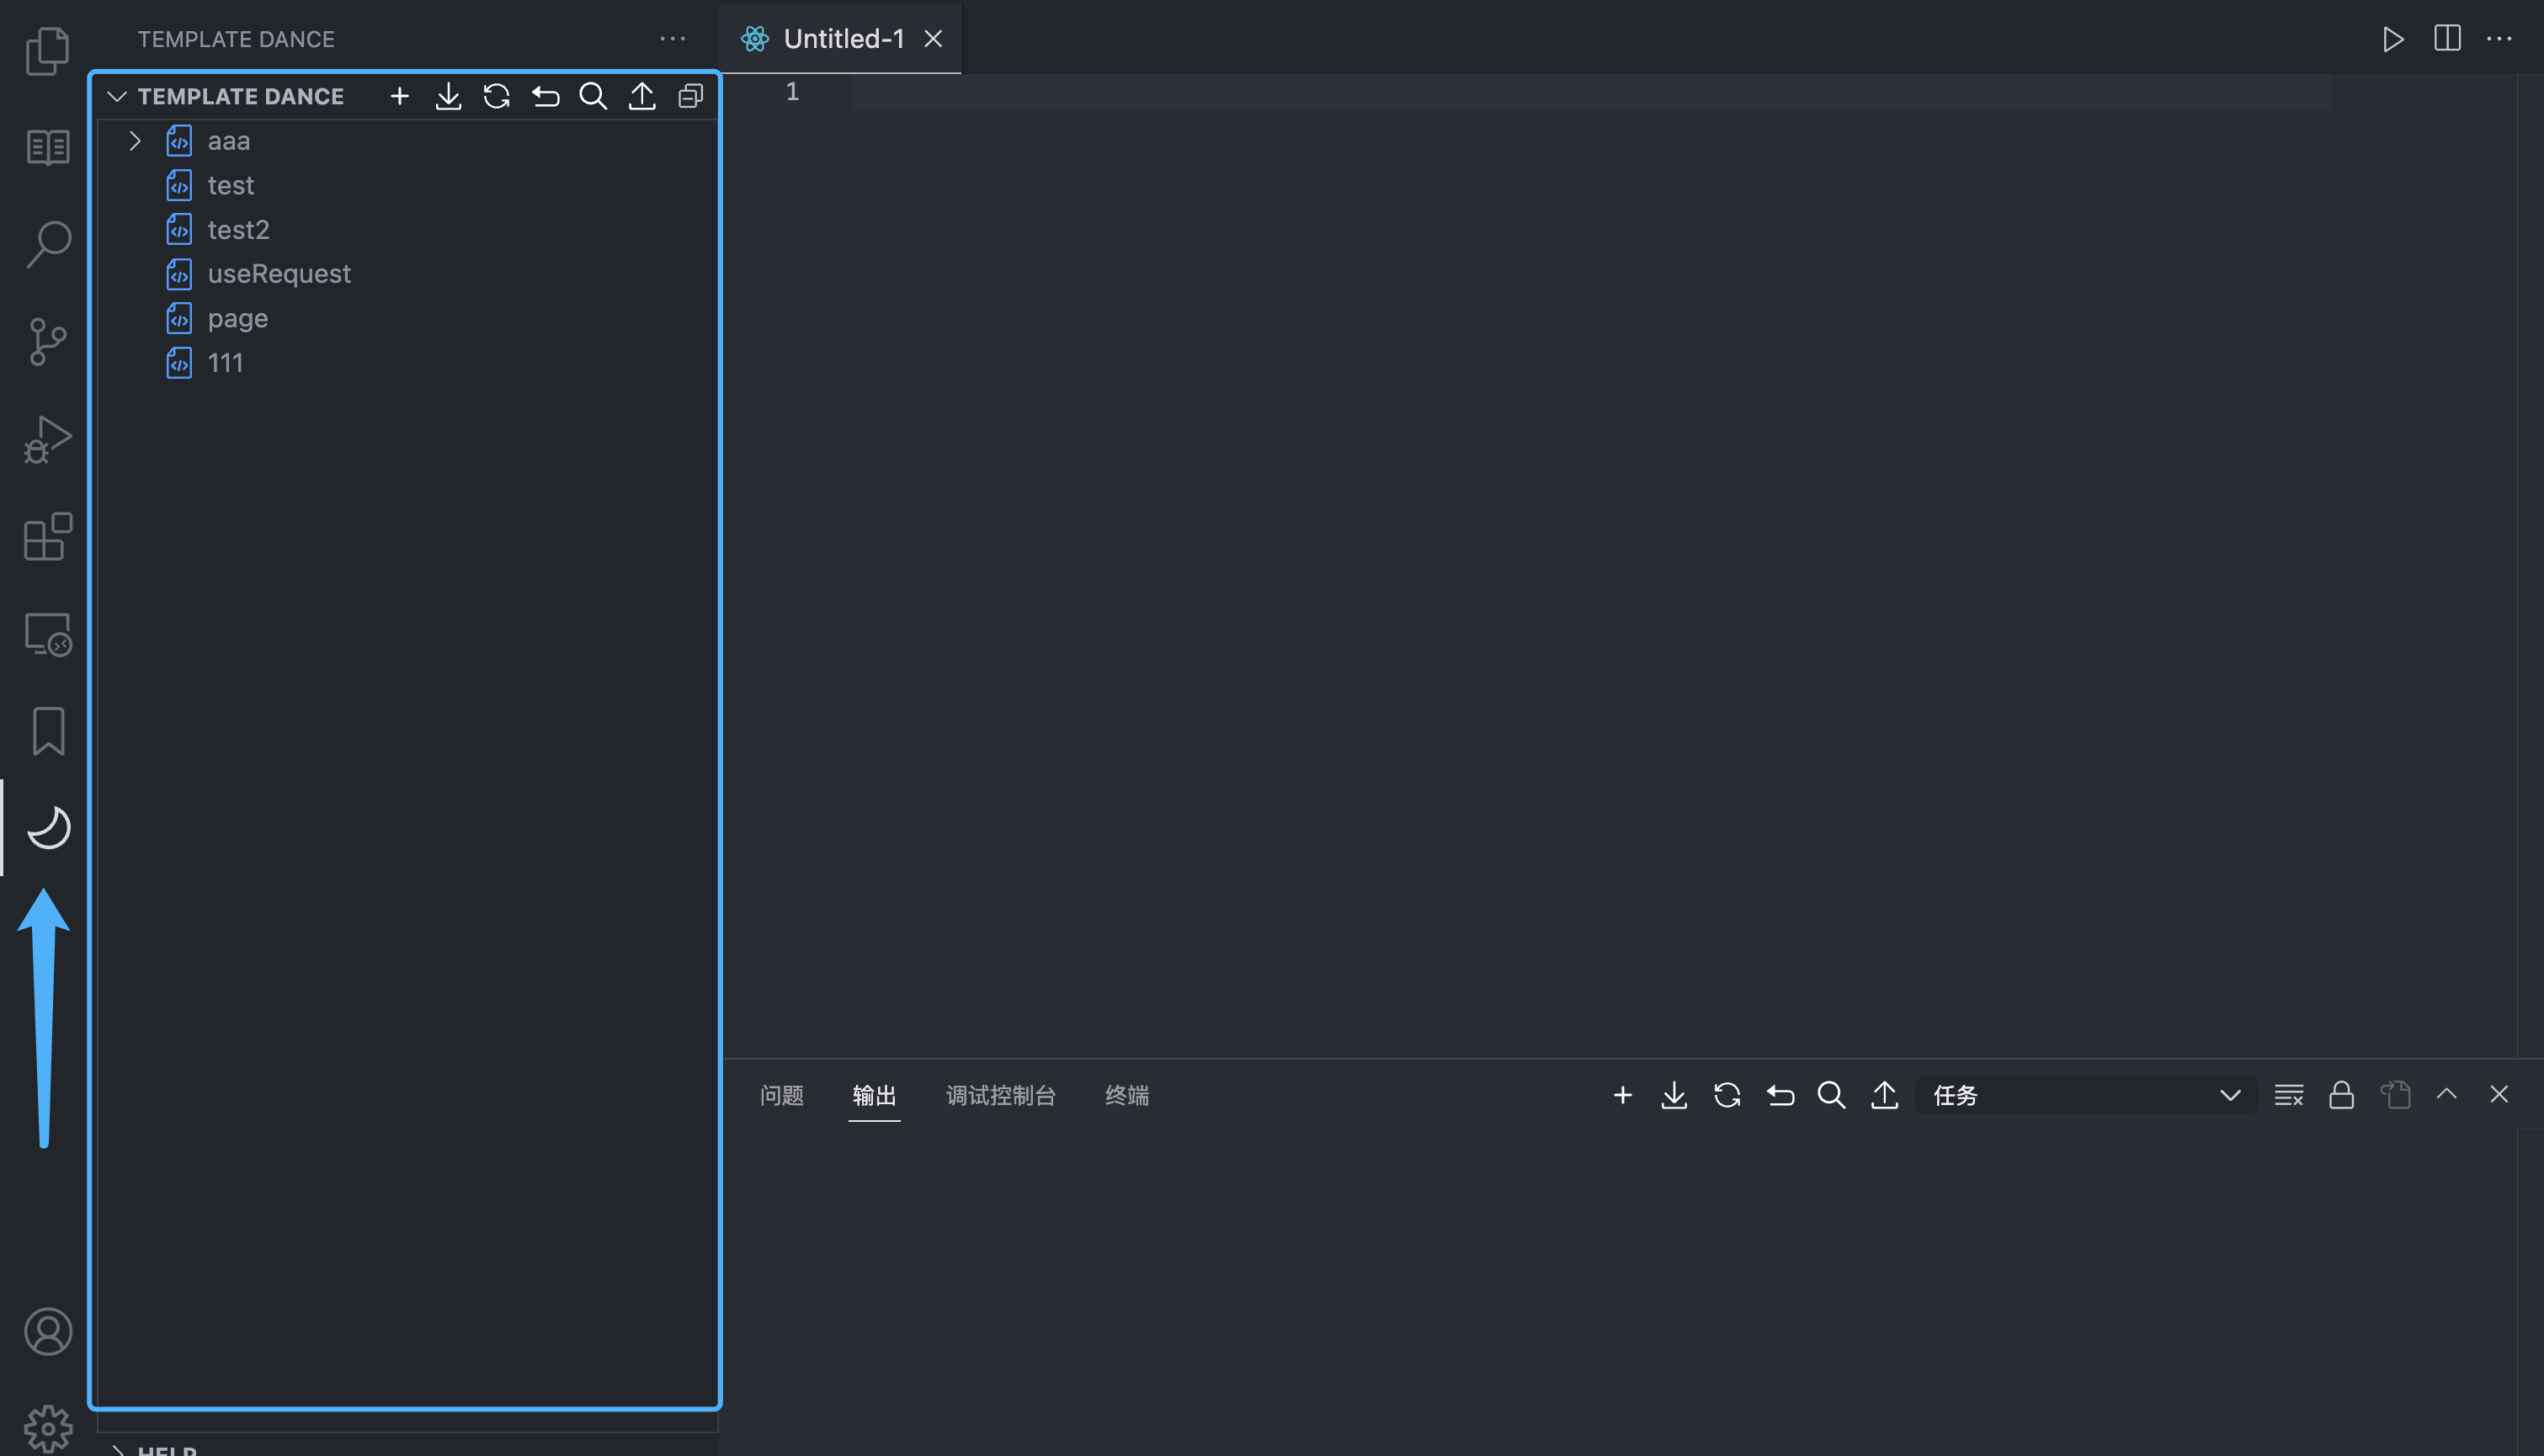 TEMPLATE DANCE
TEMPLATE DANCE
aaa
test
test2
useRequest
page
111
HELP
Untitled-1
1
问题 输出 调试控制台 终端
任务